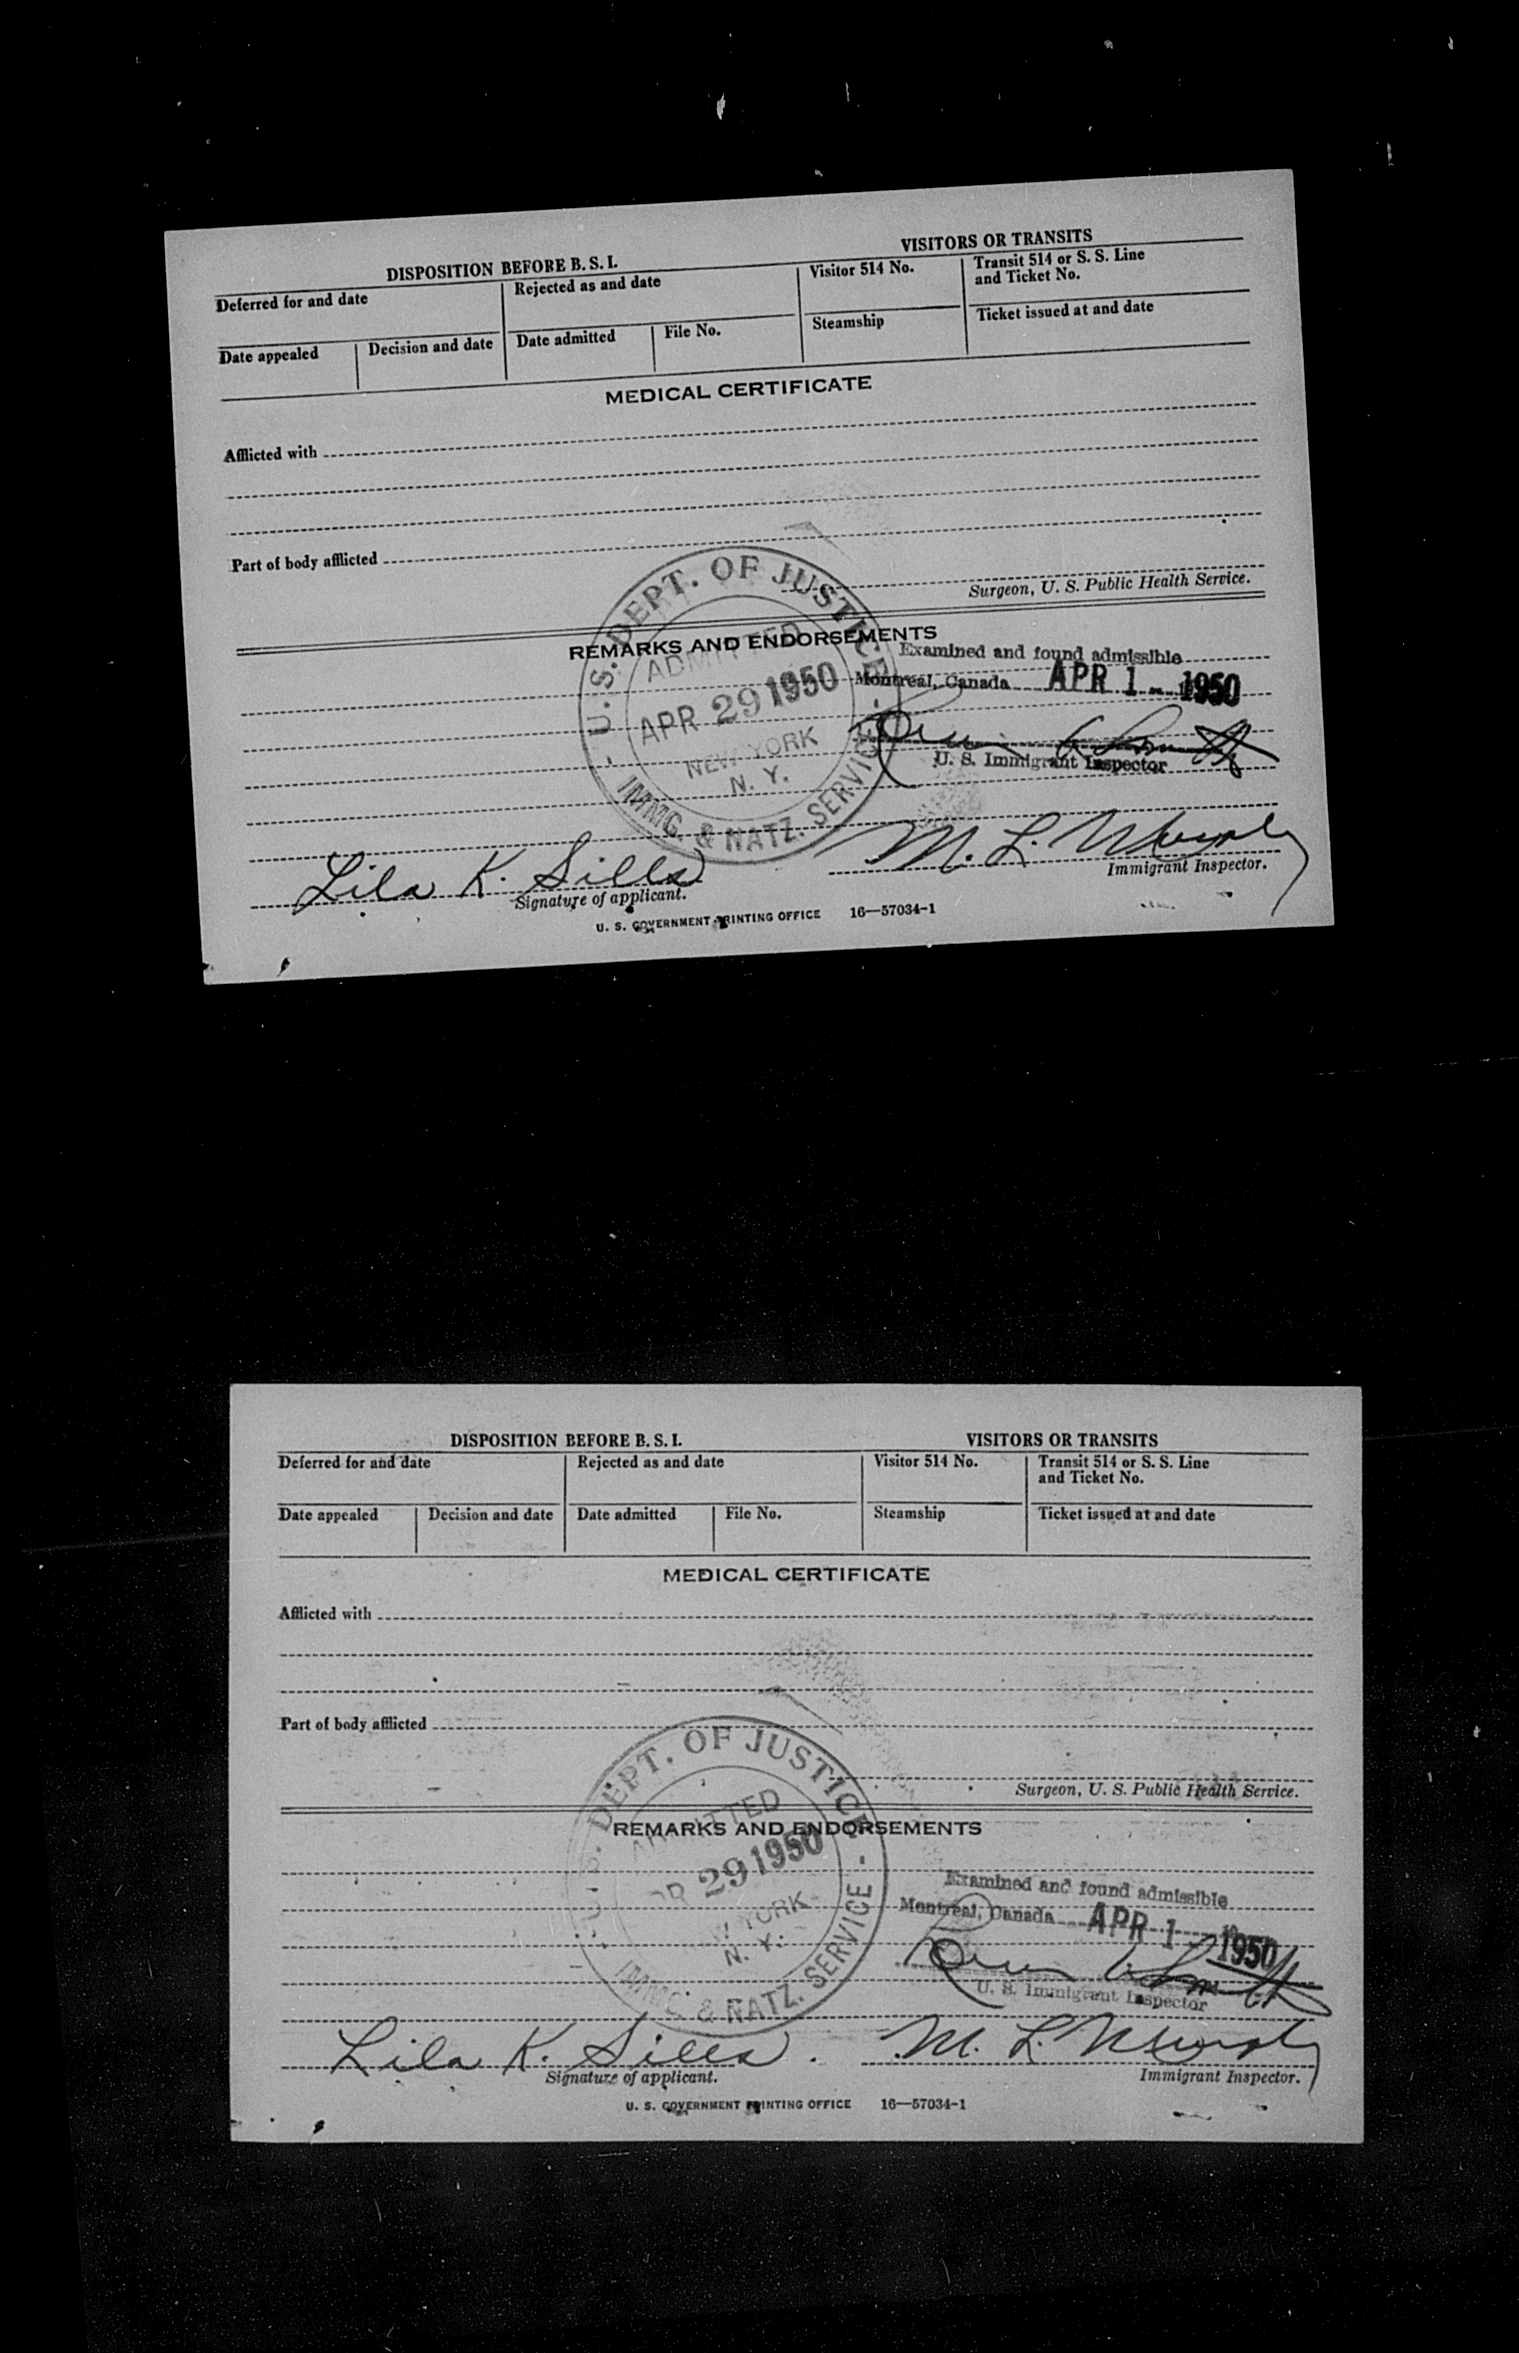 DISPOSITION BEFORE B. S. I.
VISITORS OR TRANSITS
Deferred for and date
Rejected as and date
Visitor 514 No.
Transit 514 or S. S. Line
and Ticket No.
Date appealed
Decision and date
Date admitted
File No.
Steamship
Ticket issued at and date
MEDICAL CERTIFICATE
Afflicted with
Part of body afflicted
Surgeon, U. S. Public Health Service.
REMARKS AND ENDORSEMENTS
U. S. DEPT. OF JUSTICE - IMMG. & NATZ. SERVICE -
ADMITTED
APR 29 1950
NEW YORK
N. Y.
Examined and found admissible
Montreal, Canada APR 1 - 1950
U. S. Immigrant Inspector
Lila K. Sills
M. L.
Signature of applicant.
Immigrant Inspector.
U. S. GOVERNMENT PRINTING OFFICE 16—57034-1
DISPOSITION BEFORE B. S. I.
VISITORS OR TRANSITS
Deferred for and date
Rejected as and date
Visitor 514 No.
Transit 514 or S. S. Line
and Ticket No.
Date appealed
Decision and date
Date admitted
File No.
Steamship
Ticket issued at and date
MEDICAL CERTIFICATE
Afflicted with
Part of body afflicted
Surgeon, U. S. Public Health Service.
REMARKS AND ENDORSEMENTS
U. S. DEPT. OF JUSTICE - IMMG. & NATZ. SERVICE -
ADMITTED
APR 29 1950
NEW YORK
N. Y.
Examined and found admissible
Montreal, Canada APR 1 - 1950
U. S. Immigrant Inspector
Lila K. Sills.
M. L.
Signature of applicant.
Immigrant Inspector.
U. S. GOVERNMENT PRINTING OFFICE 16—57034-1